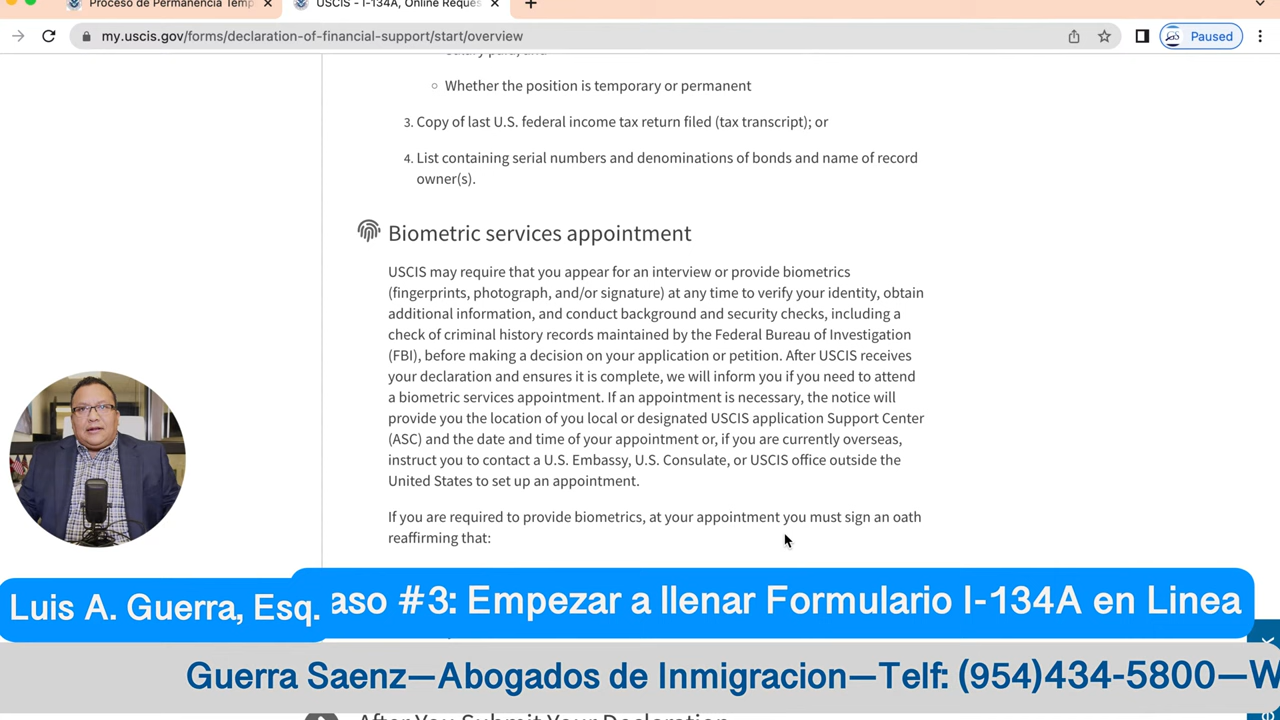 Proceso de Permanencia Temp
USCIS - I-134A, Online Reques
my.uscis.gov/forms/declaration-of-financial-support/start/overview
Paused
Whether the position is temporary or permanent
3. Copy of last U.S. federal income tax return filed (tax transcript); or
4. List containing serial numbers and denominations of bonds and name of record
owner(s).
Biometric services appointment
USCIS may require that you appear for an interview or provide biometrics
(fingerprints, photograph, and/or signature) at any time to verify your identity, obtain
additional information, and conduct background and security checks, including a
check of criminal history records maintained by the Federal Bureau of Investigation
(FBI), before making a decision on your application or petition. After USCIS receives
your declaration and ensures it is complete, we will inform you if you need to attend
a biometric services appointment. If an appointment is necessary, the notice will
provide you the location of you local or designated USCIS application Support Center
(ASC) and the date and time of your appointment or, if you are currently overseas,
instruct you to contact a U.S. Embassy, U.S. Consulate, or USCIS office outside the
United States to set up an appointment.
If you are required to provide biometrics, at your appointment you must sign an oath
reaffirming that:
Luis A. Guerra, Esq.
aso #3: Empezar a llenar Formulario I-134A en Linea
Guerra Saenz—Abogados de Inmigracion—Telf: (954)434-5800—W
After You Submit Your Declaration